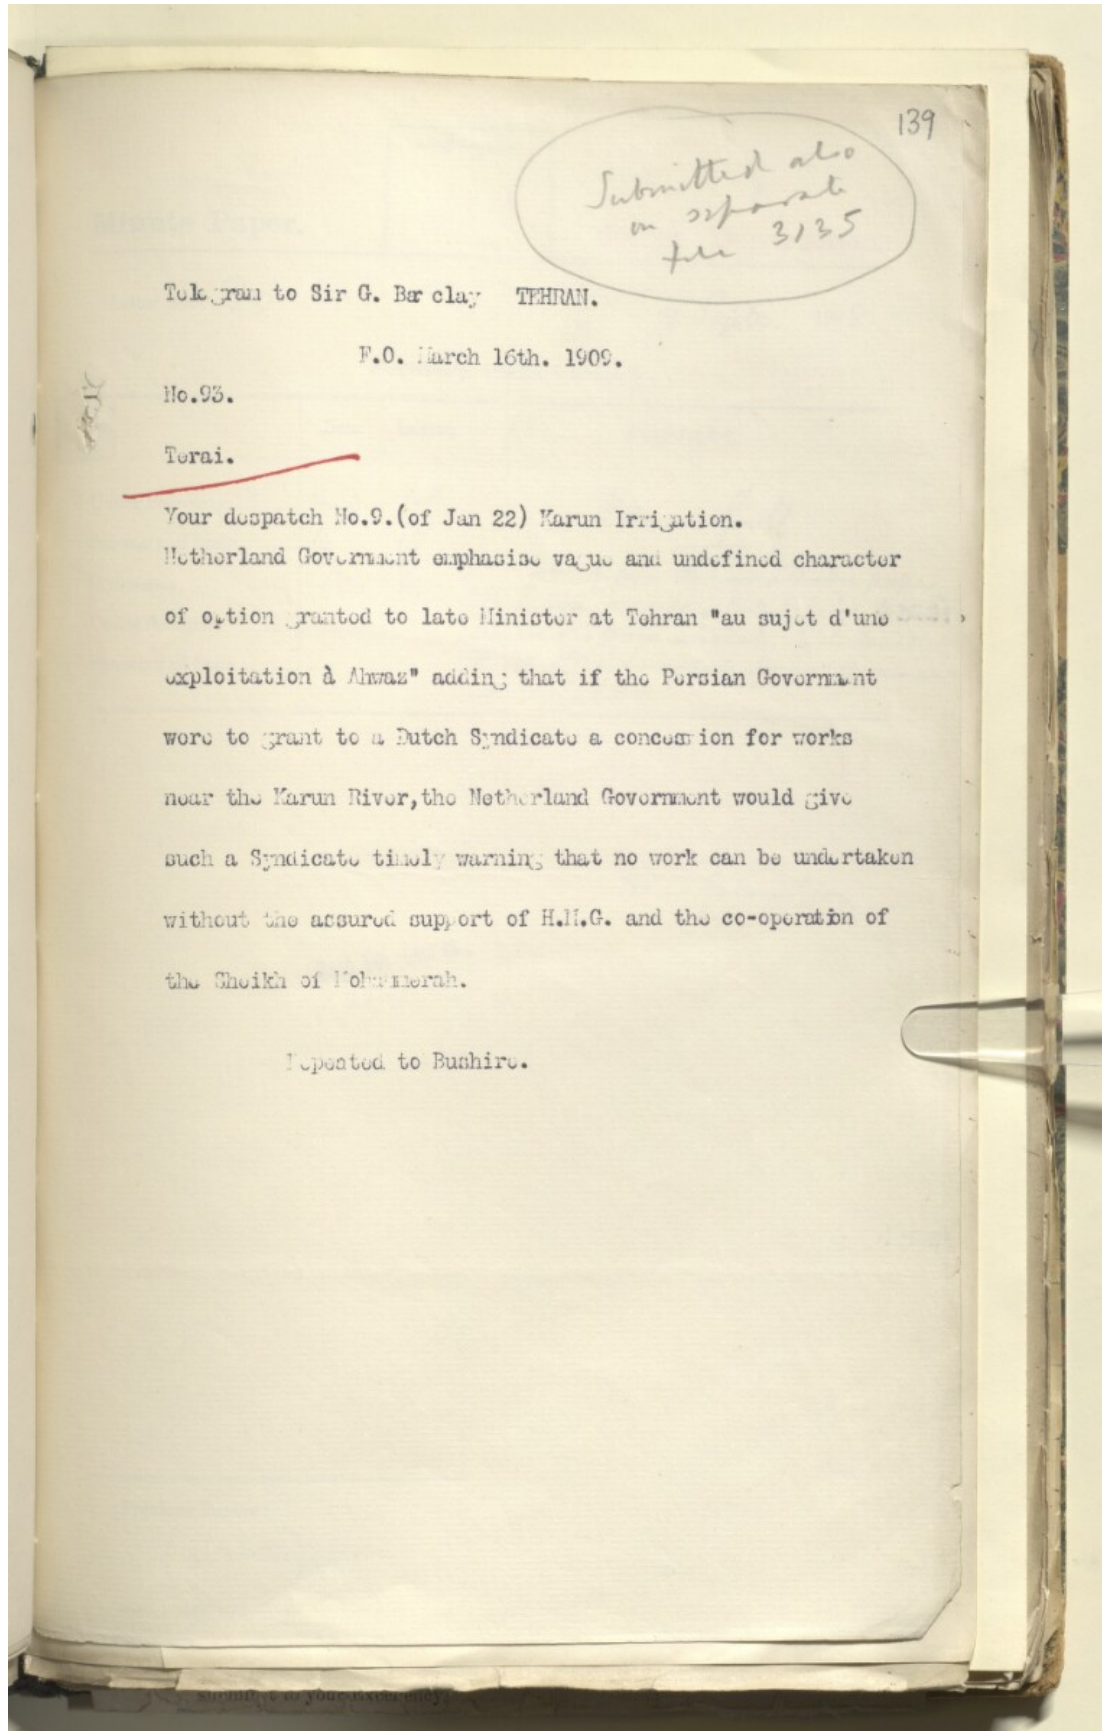 139
Submitted also
on separate
file 3135
Telegram to Sir G. Barclay TEHRAN.
F.O. March 16th. 1909.
No.93.
Terai.
Your despatch No.9.(of Jan 22) Karun Irrigation.
Netherland Government emphasise vague and undefined character
of option granted to late Minister at Tehran "au sujet d'une
exploitation à Ahwaz" adding that if the Persian Government
were to grant to a Dutch Syndicate a concession for works
near the Karun River,the Netherland Government would give
such a Syndicate timely warning that no work can be undertaken
without the assured support of H.M.G. and the co-operation of
the Sheikh of Mohammerah.
Repeated to Bushire.
submit to your Excellency